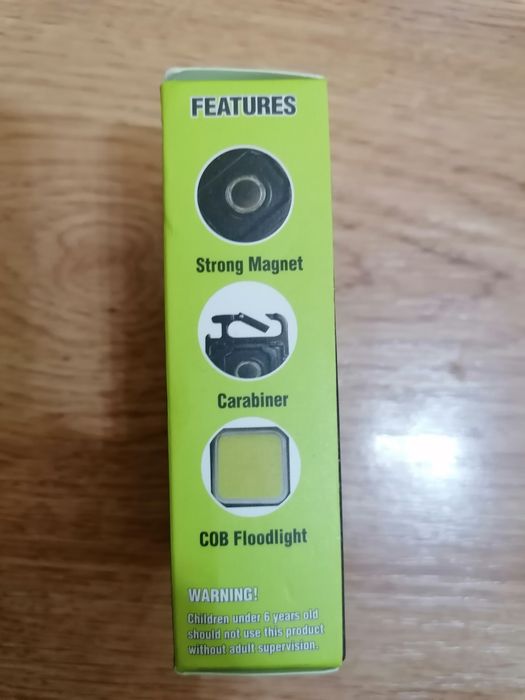 FEATURES
Strong Magnet
Carabiner
COB Floodlight
WARNING!
Children under 6 years old
should not use this product
without adult supervision.